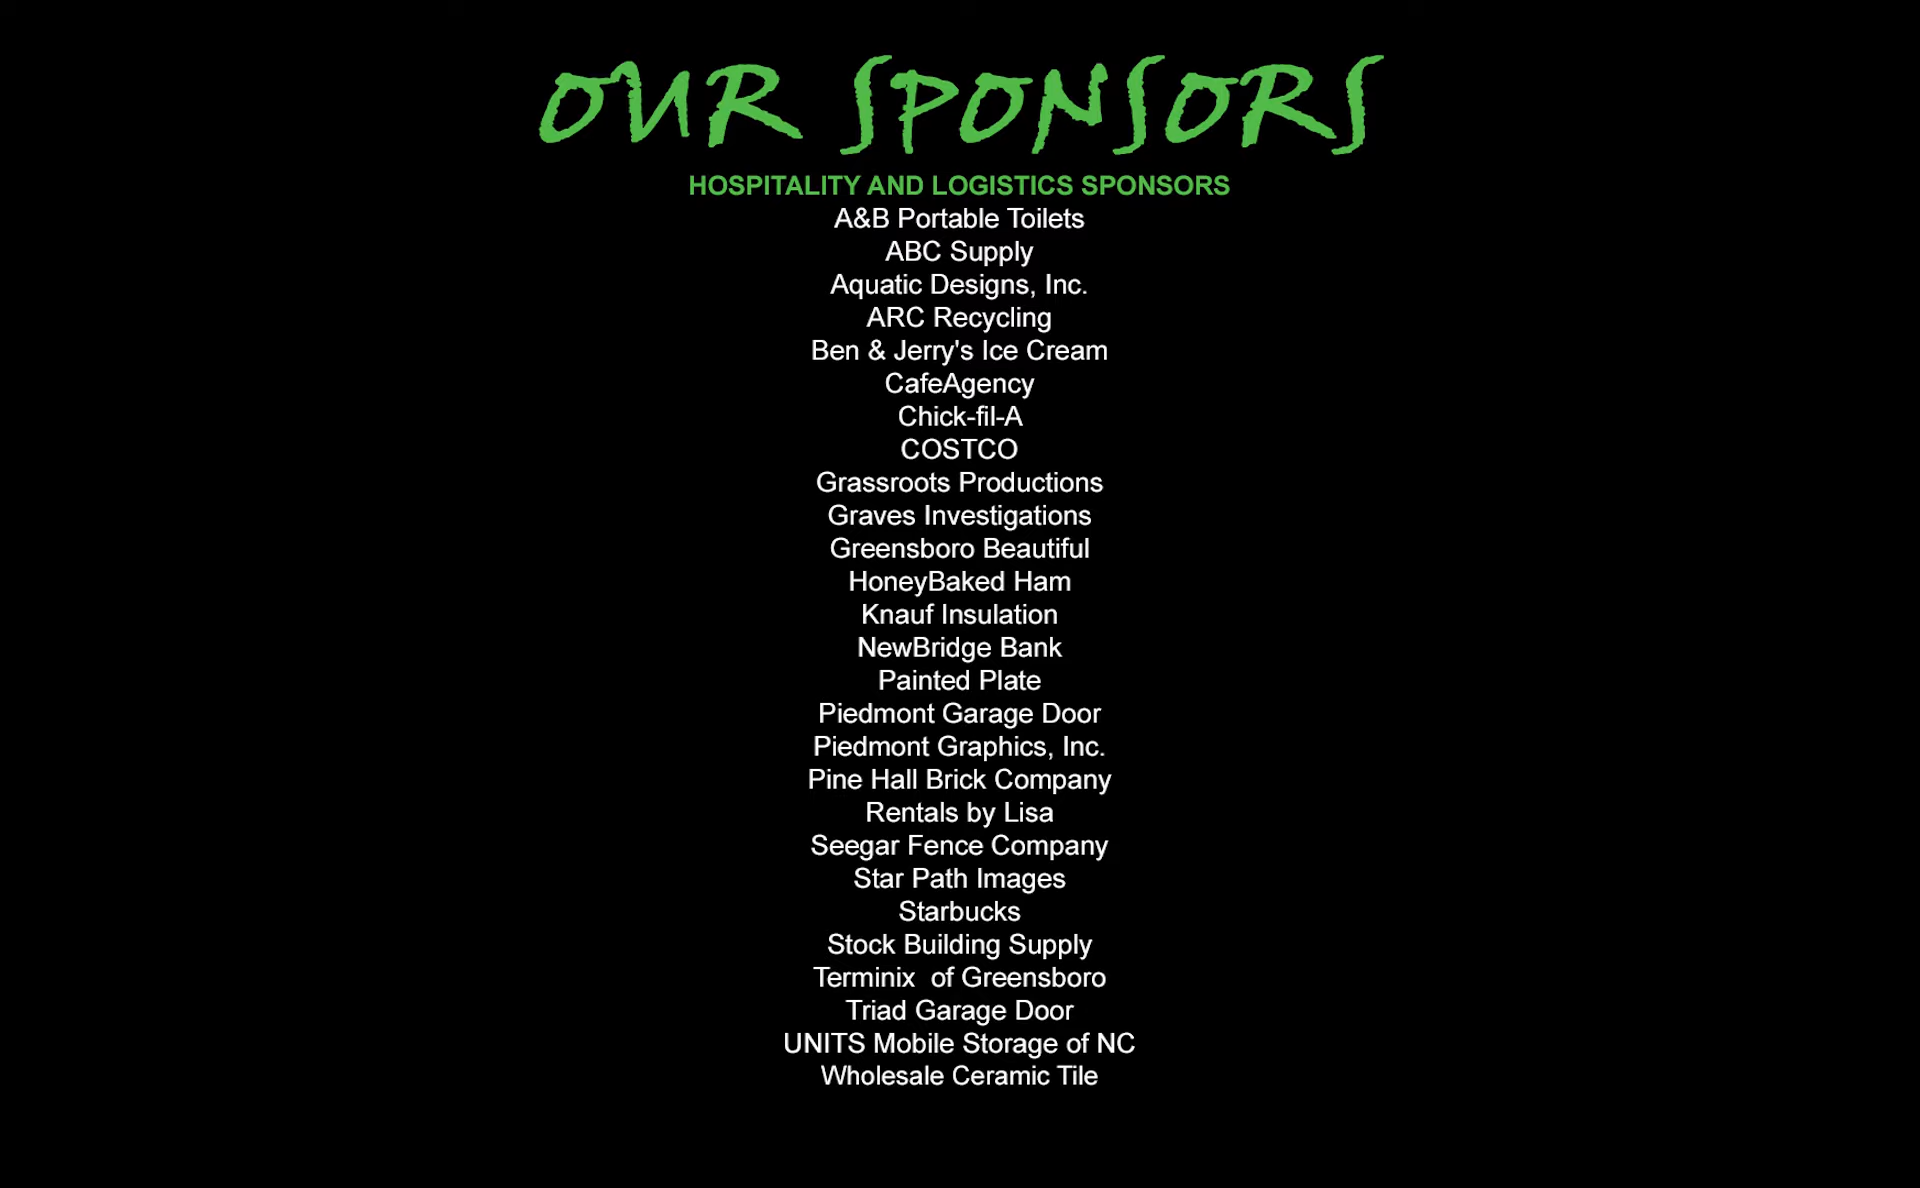 OUR SPONSORS
HOSPITALITY AND LOGISTICS SPONSORS
A&B Portable Toilets
ABC Supply
Aquatic Designs, Inc.
ARC Recycling
Ben & Jerry's Ice Cream
CafeAgency
Chick-fil-A
COSTCO
Grassroots Productions
Graves Investigations
Greensboro Beautiful
HoneyBaked Ham
Knauf Insulation
NewBridge Bank
Painted Plate
Piedmont Garage Door
Piedmont Graphics, Inc.
Pine Hall Brick Company
Rentals by Lisa
Seegar Fence Company
Star Path Images
Starbucks
Stock Building Supply
Terminix  of Greensboro
Triad Garage Door
UNITS Mobile Storage of NC
Wholesale Ceramic Tile